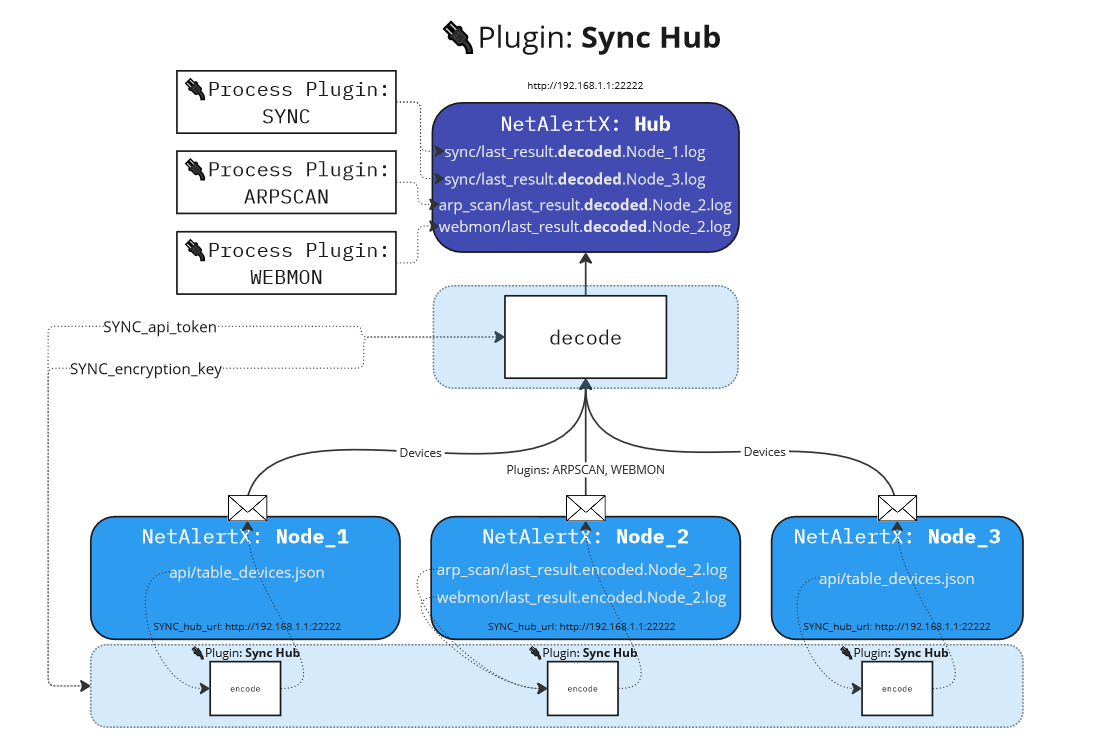 Plugin: Sync Hub
http://192.168.1.1:22222
Process Plugin:
SYNC
Process Plugin:
ARPSCAN
Process Plugin:
WEBMON
NetAlertX: Hub
sync/last_result.decoded.Node_1.log
sync/last_result.decoded.Node_3.log
arp_scan/last_result.decoded.Node_2.log
webmon/last_result.decoded.Node_2.log
SYNC_api_token
SYNC_encryption_key
decode
Devices
Plugins: ARPSCAN, WEBMON
Devices
NetAlertX: Node_1
api/table_devices.json
SYNC_hub_url: http://192.168.1.1:22222
NetAlertX: Node_2
arp_scan/last_result.encoded.Node_2.log
webmon/last_result.encoded.Node_2.log
SYNC_hub_url: http://192.168.1.1:22222
NetAlertX: Node_3
api/table_devices.json
SYNC_hub_url: http://192.168.1.1:22222
Plugin: Sync Hub
encode
Plugin: Sync Hub
encode
Plugin: Sync Hub
encode